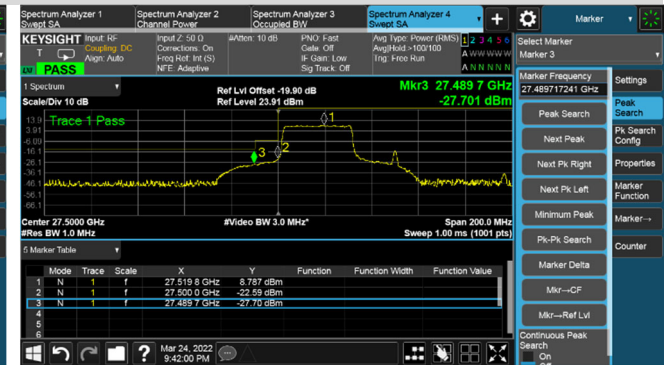 Spectrum Analyzer 1
Swept SA
Spectrum Analyzer 2
Channel Power
Spectrum Analyzer 3
Occupied BW
Spectrum Analyzer 4
Swept SA
+
Marker
KEYSIGHT
T
LU PASS
Input: RF
Coupling: DC
Align: Auto
Input Z: 50 Ω
Corrections: On
Freq Ref: Int (S)
NFE: Adaptive
#Atten: 10 dB
PNO: Fast
Gate: Off
IF Gain: Low
Sig Track: Off
Avg Type: Power (RMS)
Avg|Hold:>100/100
Trig: Free Run
1 2 3 4 5 6
A W W W W W
A N N N N N
1 Spectrum
Scale/Div 10 dB
Ref Lvl Offset -19.90 dB
Ref Level 23.91 dBm
Mkr3 27.489 7 GHz
-27.701 dBm
Trace 1 Pass
13.9
3.91
-6.09
-16.1
-26.1
-36.1
-46.1
-56.1
-66.1
1
2
3
Center 27.5000 GHz
#Res BW 1.0 MHz
#Video BW 3.0 MHz*
Span 200.0 MHz
Sweep 1.00 ms (1001 pts)
5 Marker Table
Mode Trace Scale X Y Function Function Width Function Value
1 N 1 f 27.519 8 GHz 8.787 dBm
2 N 1 f 27.500 0 GHz -22.59 dBm
3 N 1 f 27.489 7 GHz -27.70 dBm
4
5
6
?
Mar 24, 2022
9:42:00 PM
Select Marker
Marker 3
Marker Frequency
27.489717241 GHz
Peak Search
Next Peak
Next Pk Right
Next Pk Left
Minimum Peak
Pk-Pk Search
Marker Delta
Mkr→CF
Mkr→Ref Lvl
Continuous Peak
Search
On
Off
Settings
Peak
Search
Pk Search
Config
Properties
Marker
Function
Marker→
Counter